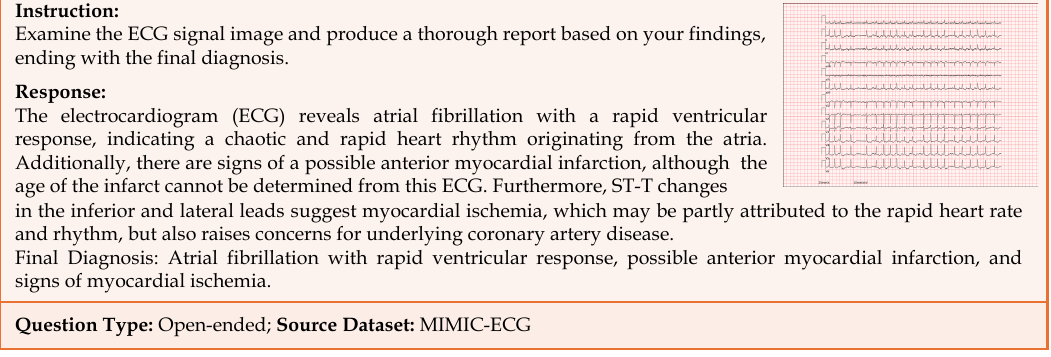 Instruction:
Examine the ECG signal image and produce a thorough report based on your findings,
ending with the final diagnosis.
Response:
The electrocardiogram (ECG) reveals atrial fibrillation with a rapid ventricular
response, indicating a chaotic and rapid heart rhythm originating from the atria.
Additionally, there are signs of a possible anterior myocardial infarction, although the
age of the infarct cannot be determined from this ECG. Furthermore, ST-T changes
in the inferior and lateral leads suggest myocardial ischemia, which may be partly attributed to the rapid heart rate
and rhythm, but also raises concerns for underlying coronary artery disease.
Final Diagnosis: Atrial fibrillation with rapid ventricular response, possible anterior myocardial infarction, and
signs of myocardial ischemia.
Question Type: Open-ended; Source Dataset: MIMIC-ECG